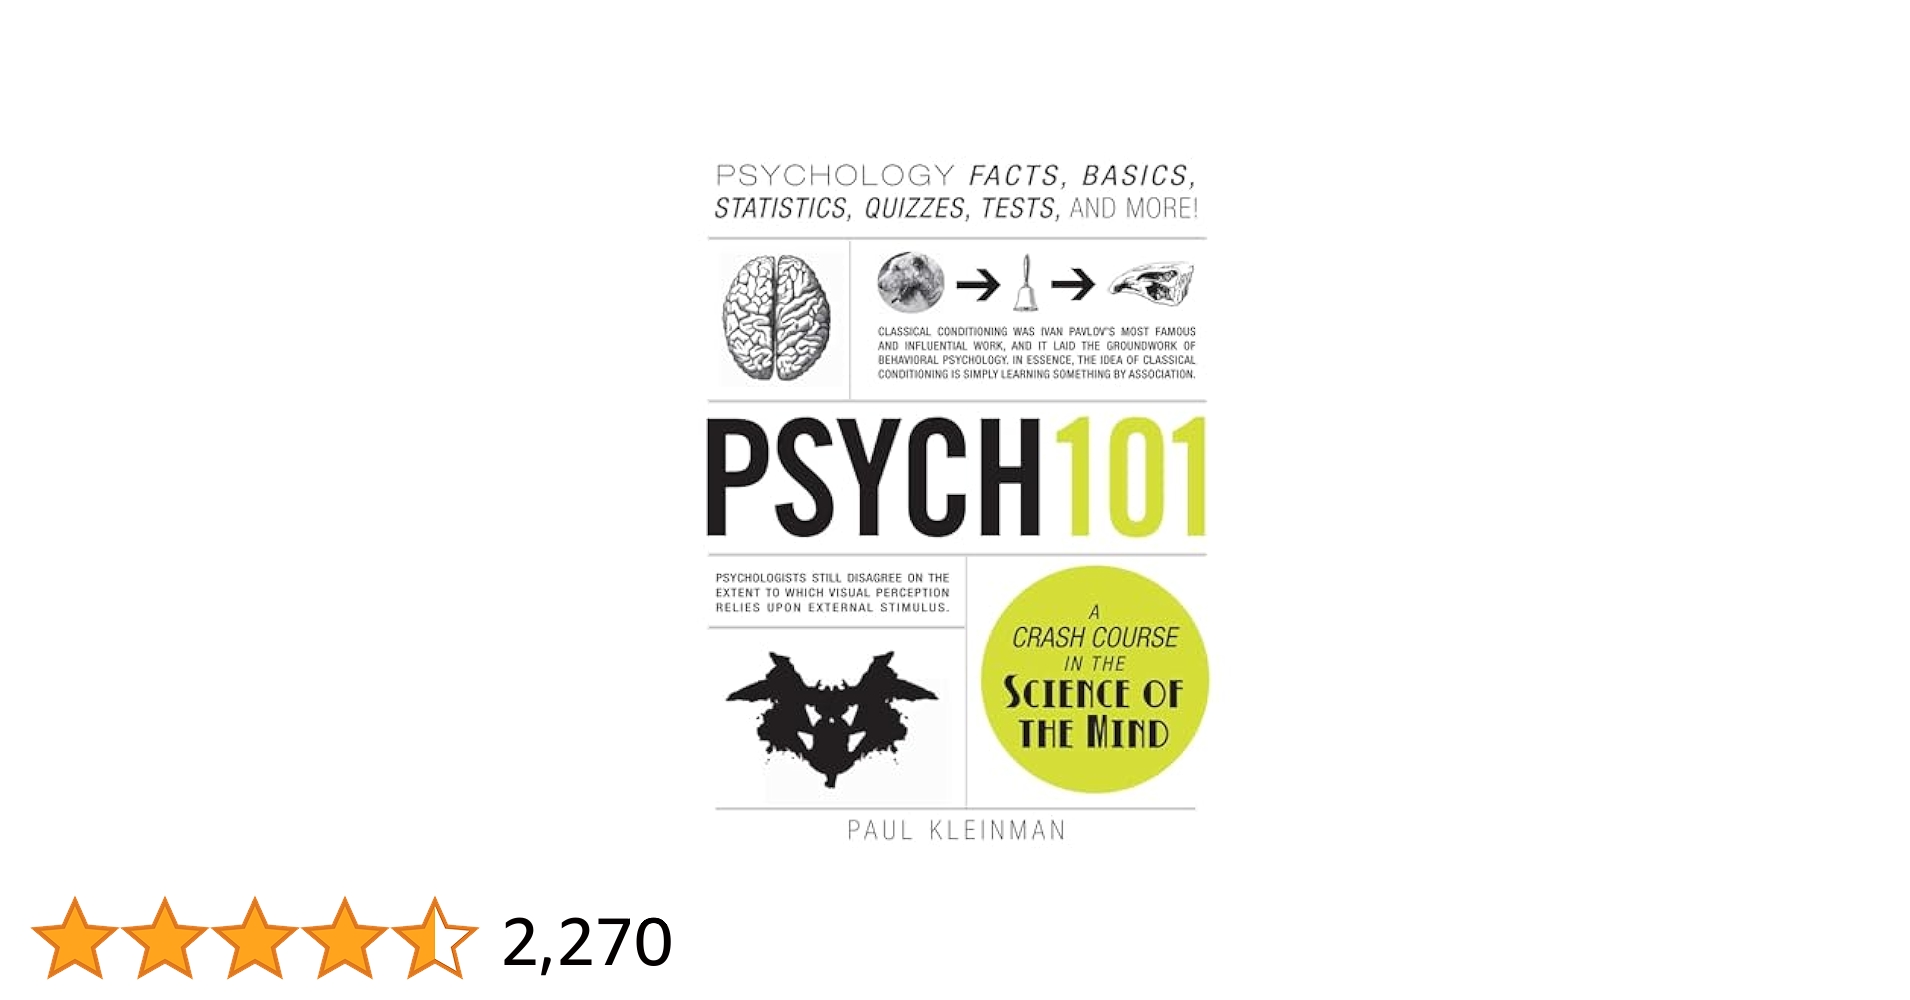 PSYCHOLOGY FACTS, BASICS,
STATISTICS, QUIZZES, TESTS, AND MORE!
CLASSICAL CONDITIONING WAS IVAN PAVLOV'S MOST FAMOUS
AND INFLUENTIAL WORK, AND IT LAID THE GROUNDWORK OF
BEHAVIORAL PSYCHOLOGY. IN ESSENCE, THE IDEA OF CLASSICAL
CONDITIONING IS SIMPLY LEARNING SOMETHING BY ASSOCIATION.
PSYCH101
PSYCHOLOGISTS STILL DISAGREE ON THE
EXTENT TO WHICH VISUAL PERCEPTION
RELIES UPON EXTERNAL STIMULUS.
A
CRASH COURSE
IN THE
SCIENCE OF
THE MIND
PAUL KLEINMAN
2,270